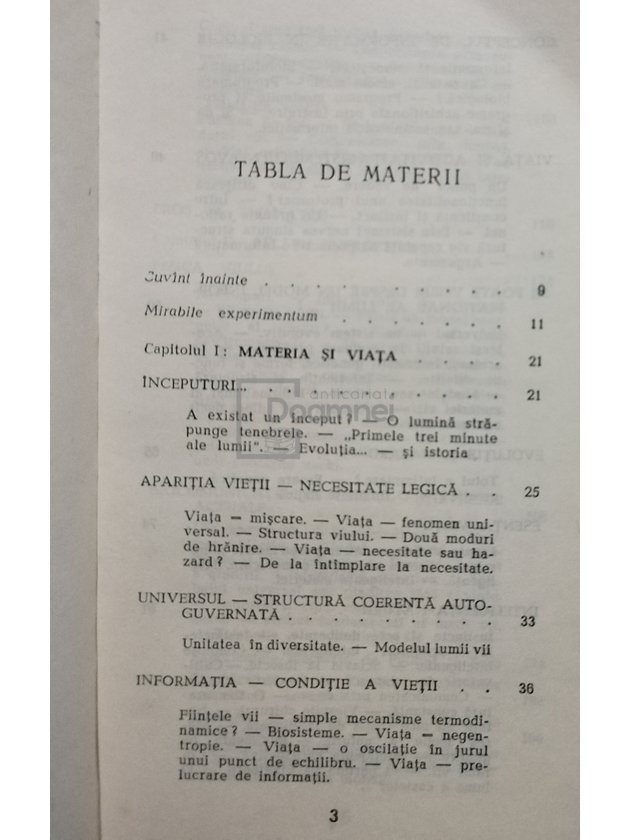 TABLA DE MATERII
Cuvînt înainte . . . . . . . . . . 9
Mirabile experimentum . . . . . . . 11
Capitolul I: MATERIA ȘI VIAȚA . . . . 21
ÎNCEPUTURI... . . . . . . . . . . 21
A existat un început? — O lumină stră-
punge tenebrele. — „Primele trei minute
ale lumii". — Evoluția... — și istoria
anticariat
Doamnei
APARIȚIA VIEȚII — NECESITATE LEGICĂ . . 25
Viața = mișcare. — Viața — fenomen uni-
versal. — Structura viului. — Două moduri
de hrănire. — Viața — necesitate sau ha-
zard? — De la întîmplare la necesitate.
UNIVERSUL — STRUCTURĂ COERENTĂ AUTO-
GUVERNATĂ . . . . . . . . . 33
Unitatea în diversitate. — Modelul lumii vii
INFORMAȚIA — CONDIȚIE A VIEȚII . . 36
Ființele vii — simple mecanisme termodi-
namice? — Biosisteme. — Viața — negen-
tropie. — Viața — o oscilație în jurul
unui punct de echilibru. — Viața — pre-
lucrare de informații.
3